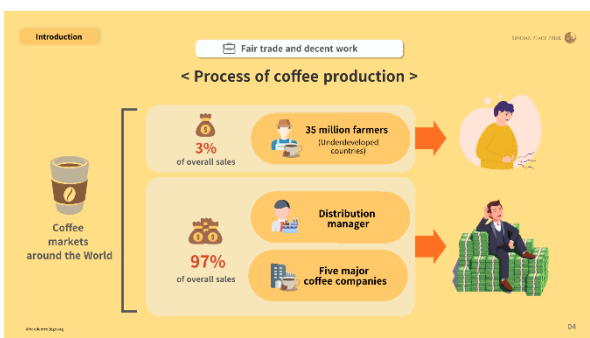 Introduction
Fair trade and decent work
< Process of coffee production >
3%
of overall sales
35 million farmers
(Underdeveloped
countries)
Coffee
markets
around the World
97%
of overall sales
Distribution
manager
Five major
coffee companies
04